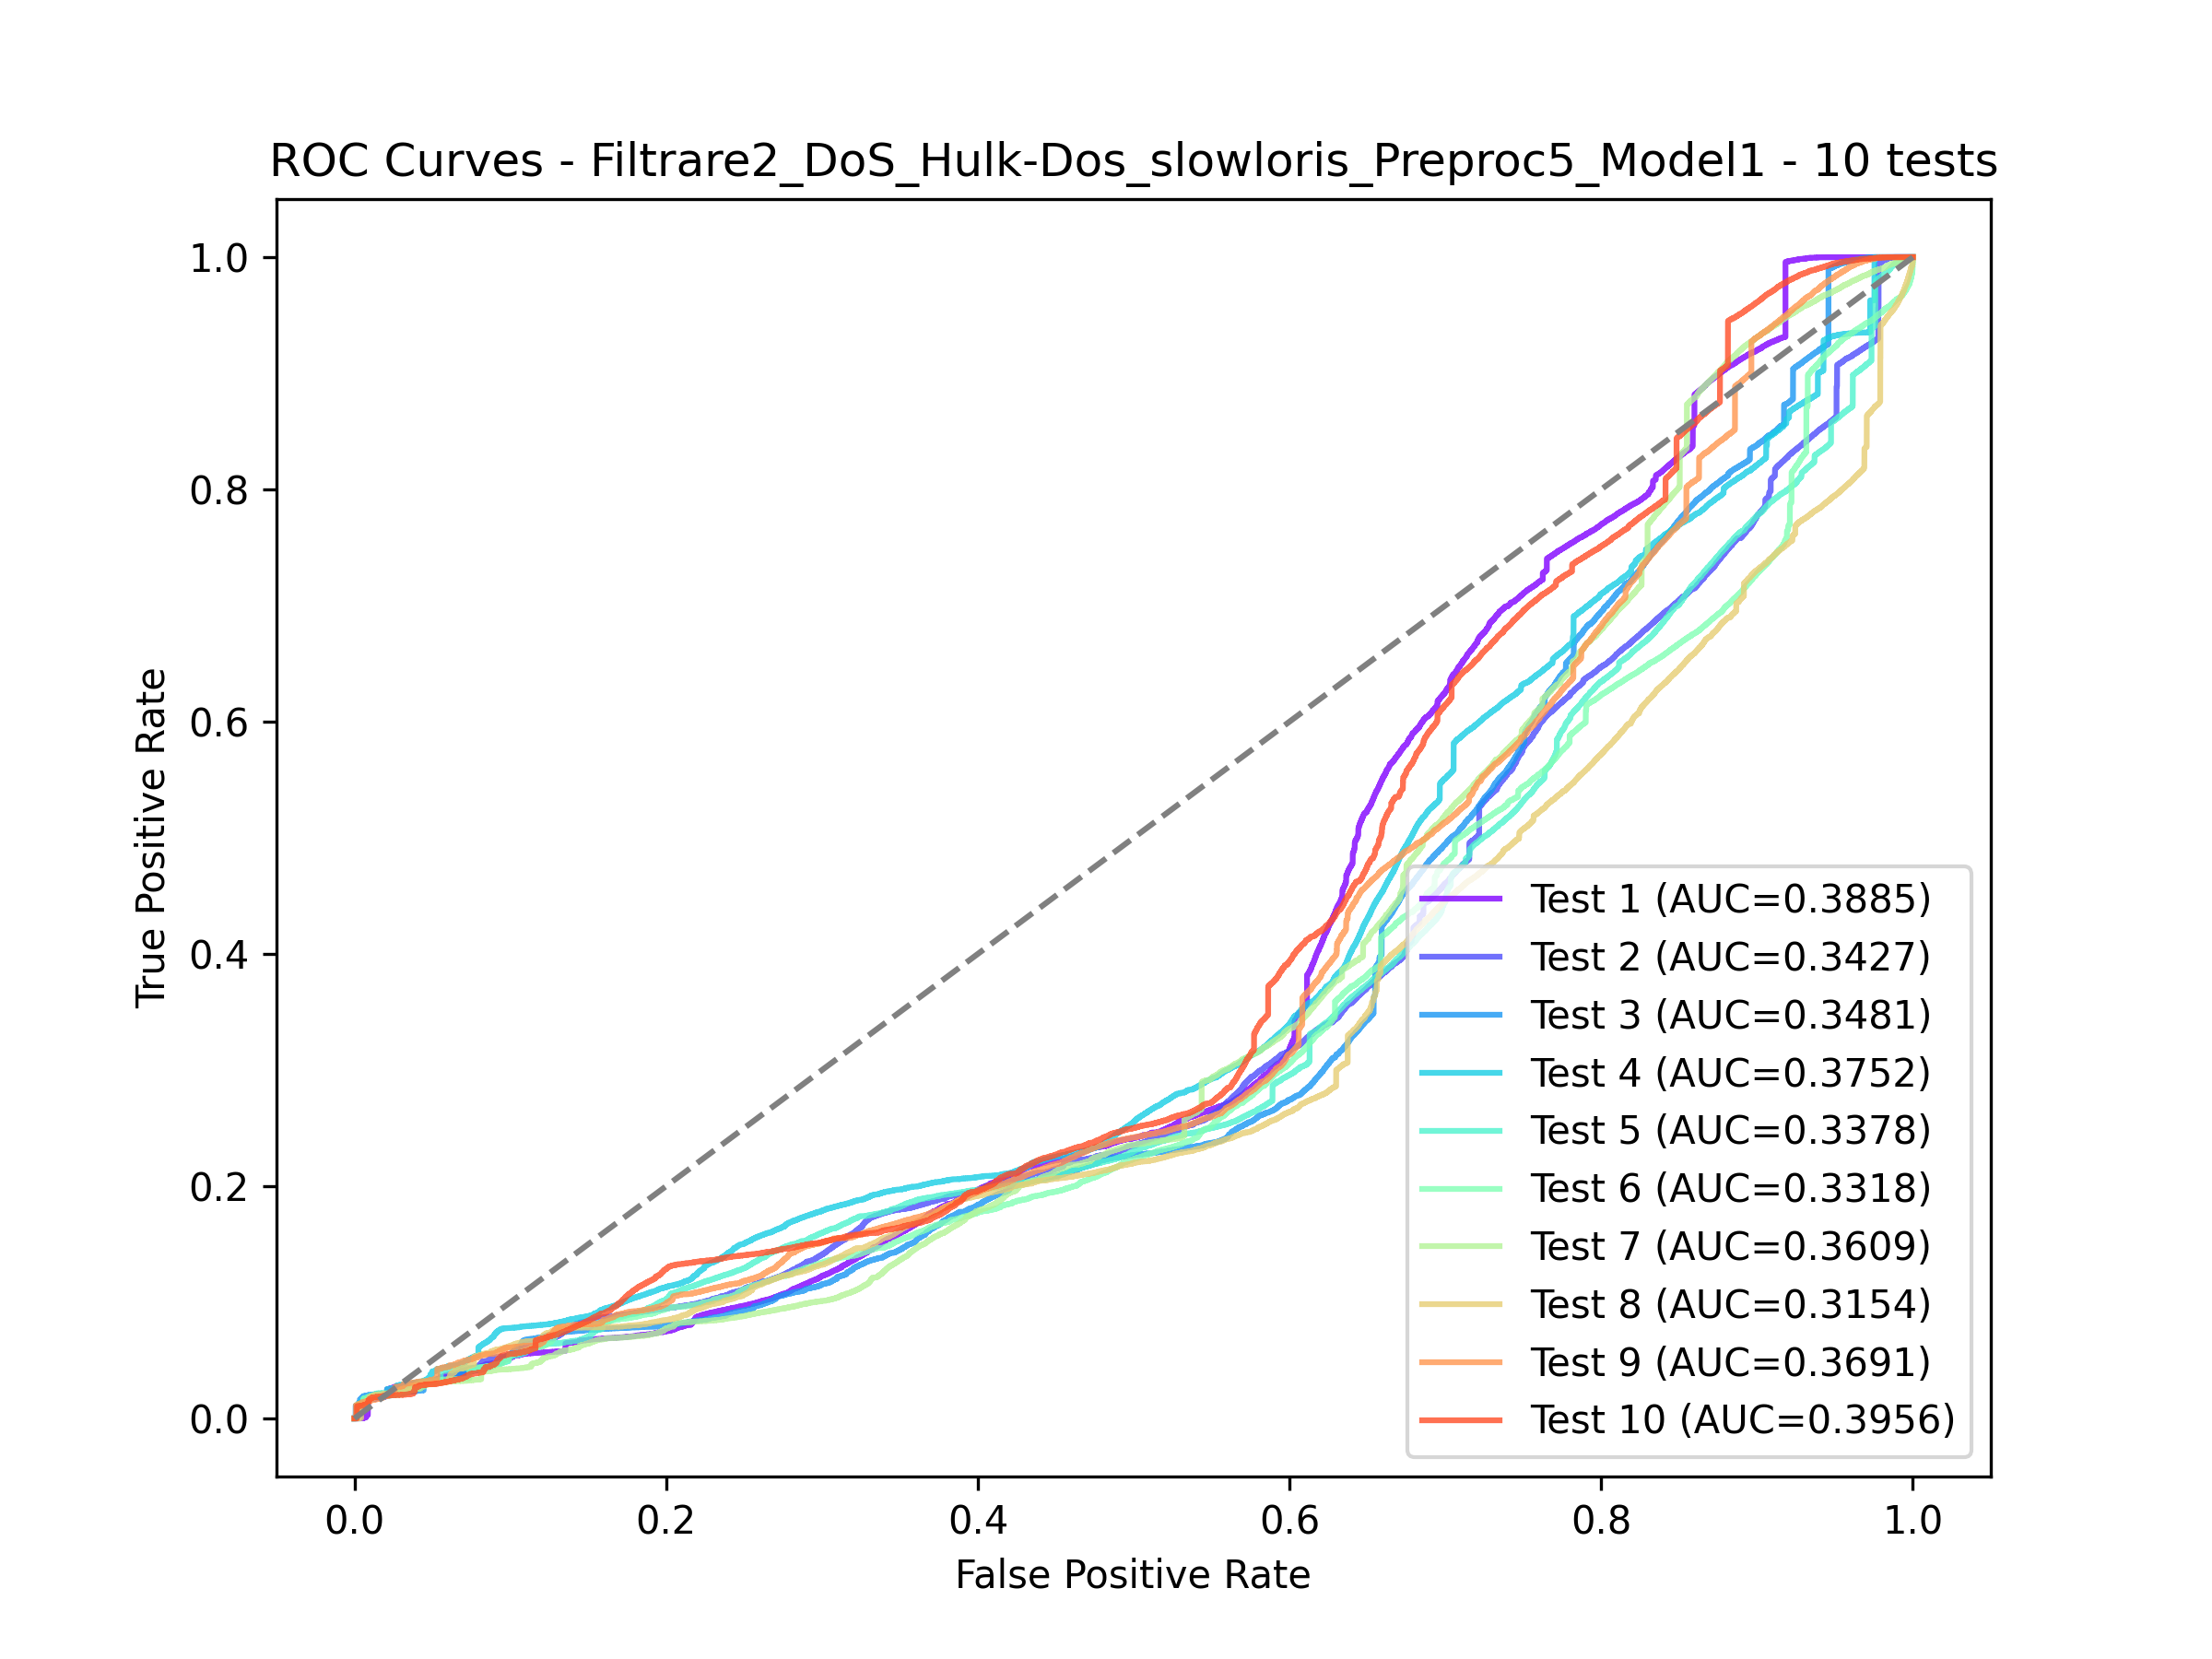 ROC Curves - Filtrare2_DoS_Hulk-Dos_slowloris_Preproc5_Model1 - 10 tests
True Positive Rate
1.0
0.8
0.6
0.4
0.2
0.0
Test 1 (AUC=0.3885)
Test 2 (AUC=0.3427)
Test 3 (AUC=0.3481)
Test 4 (AUC=0.3752)
Test 5 (AUC=0.3378)
Test 6 (AUC=0.3318)
Test 7 (AUC=0.3609)
Test 8 (AUC=0.3154)
Test 9 (AUC=0.3691)
Test 10 (AUC=0.3956)
0.0 0.2 0.4 0.6 0.8 1.0
False Positive Rate